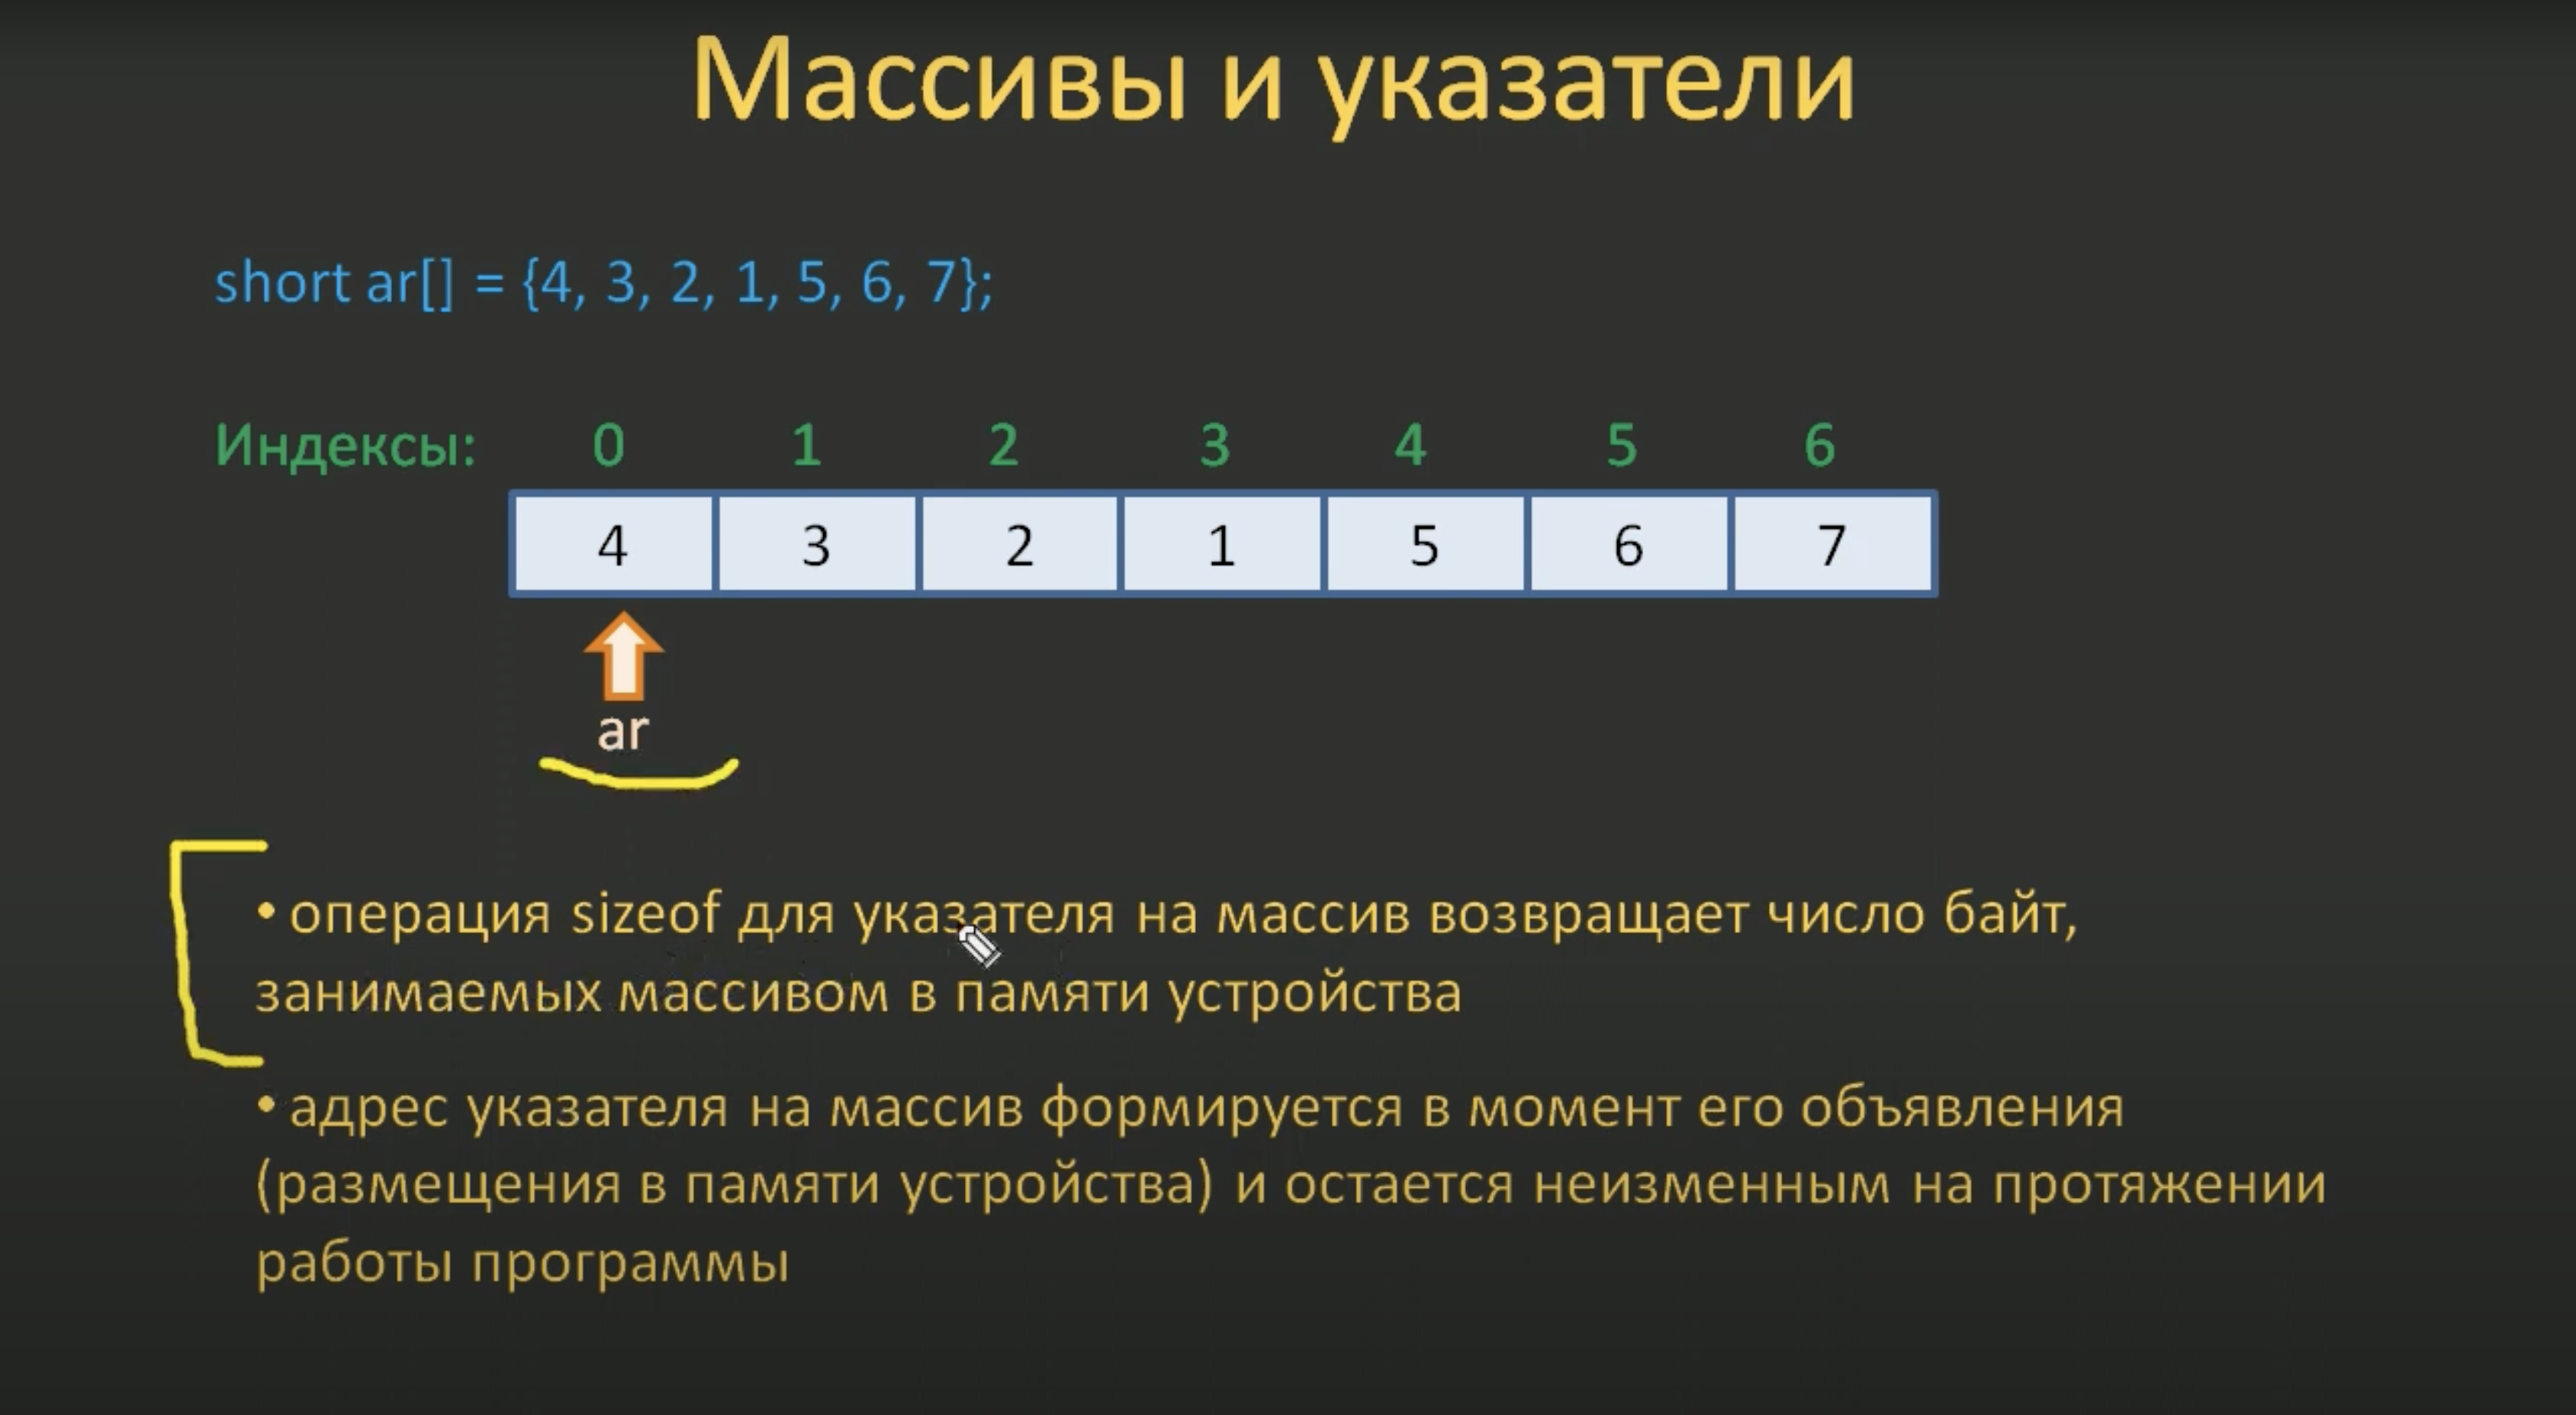 Массивы и указатели
short ar[] = {4, 3, 2, 1, 5, 6, 7};
Индексы: 0 1 2 3 4 5 6
4 3 2 1 5 6 7
ar
• операция sizeof для указателя на массив возвращает число байт,
занимаемых массивом в памяти устройства
• адрес указателя на массив формируется в момент его объявления
(размещения в памяти устройства) и остается неизменным на протяжении
работы программы